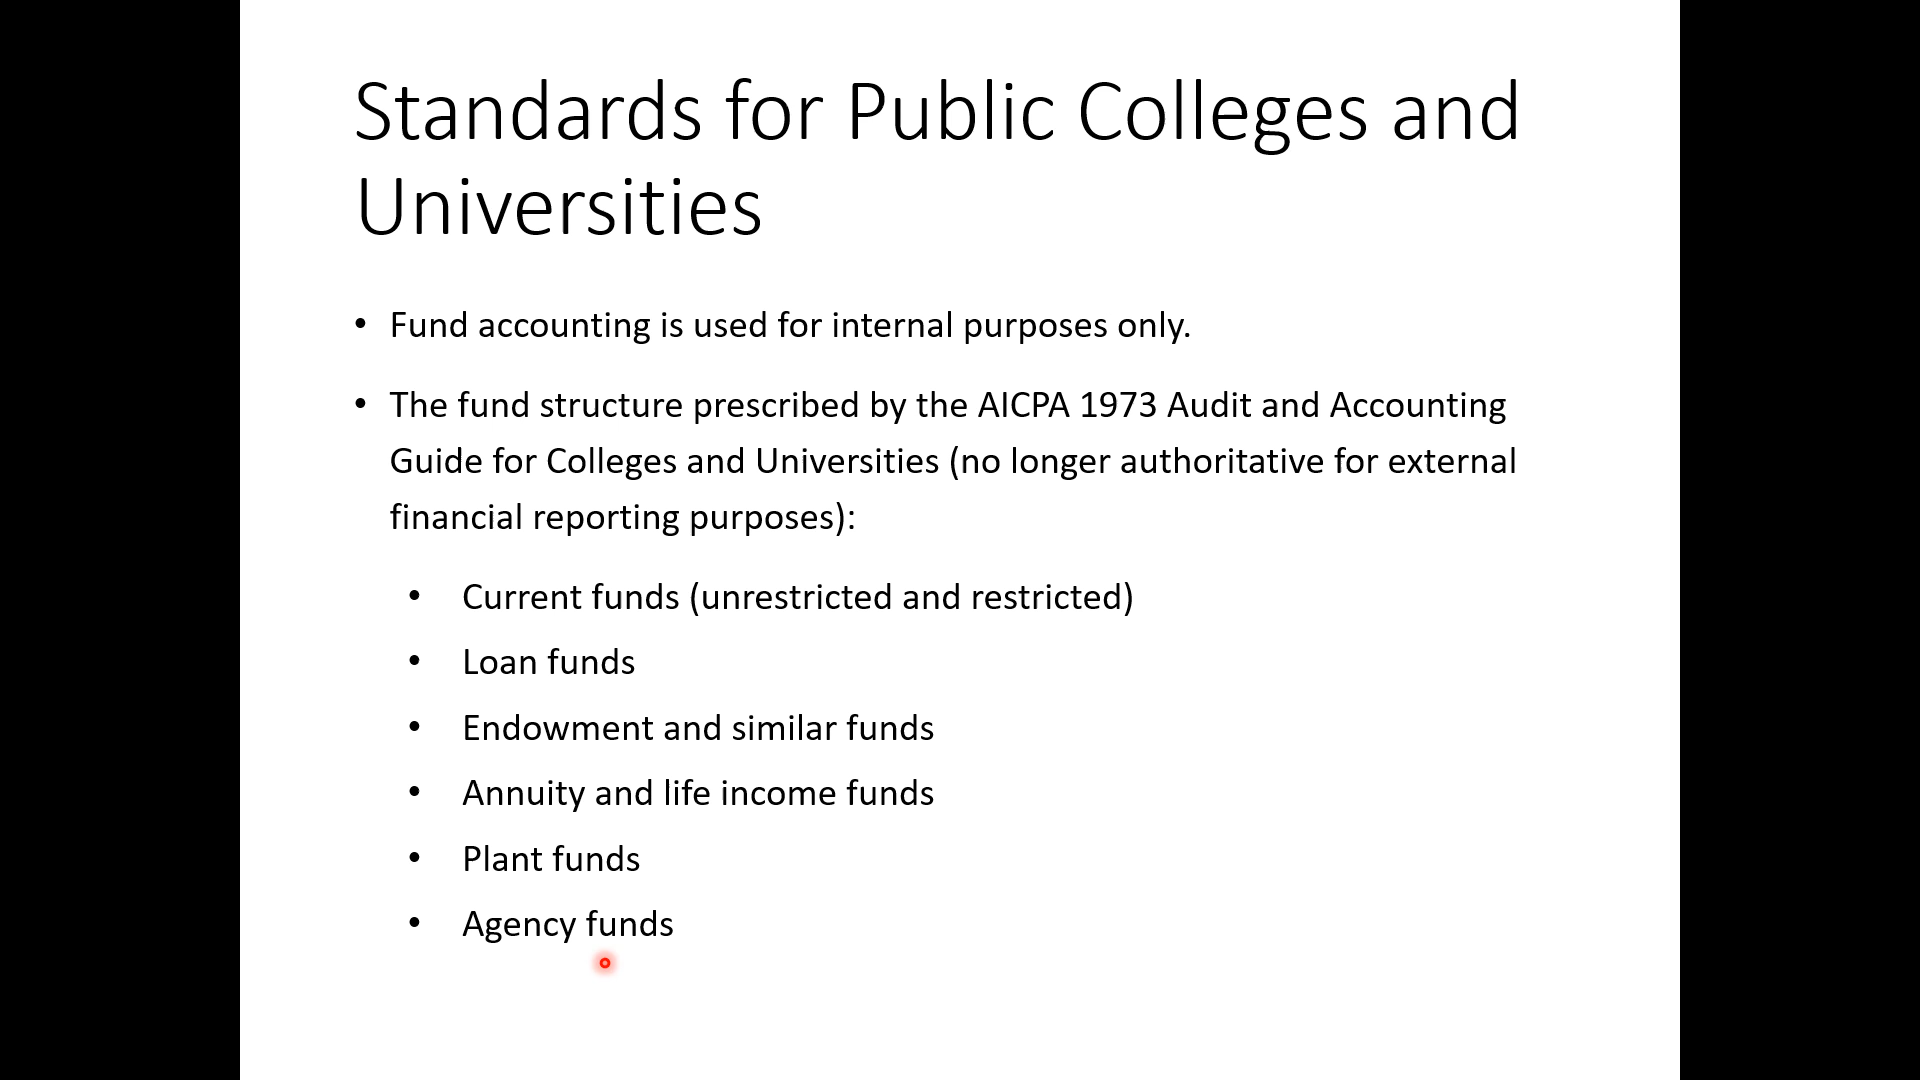 Standards for Public Colleges and
Universities
• Fund accounting is used for internal purposes only.
• The fund structure prescribed by the AICPA 1973 Audit and Accounting
Guide for Colleges and Universities (no longer authoritative for external
financial reporting purposes):
• Current funds (unrestricted and restricted)
• Loan funds
• Endowment and similar funds
• Annuity and life income funds
• Plant funds
• Agency funds